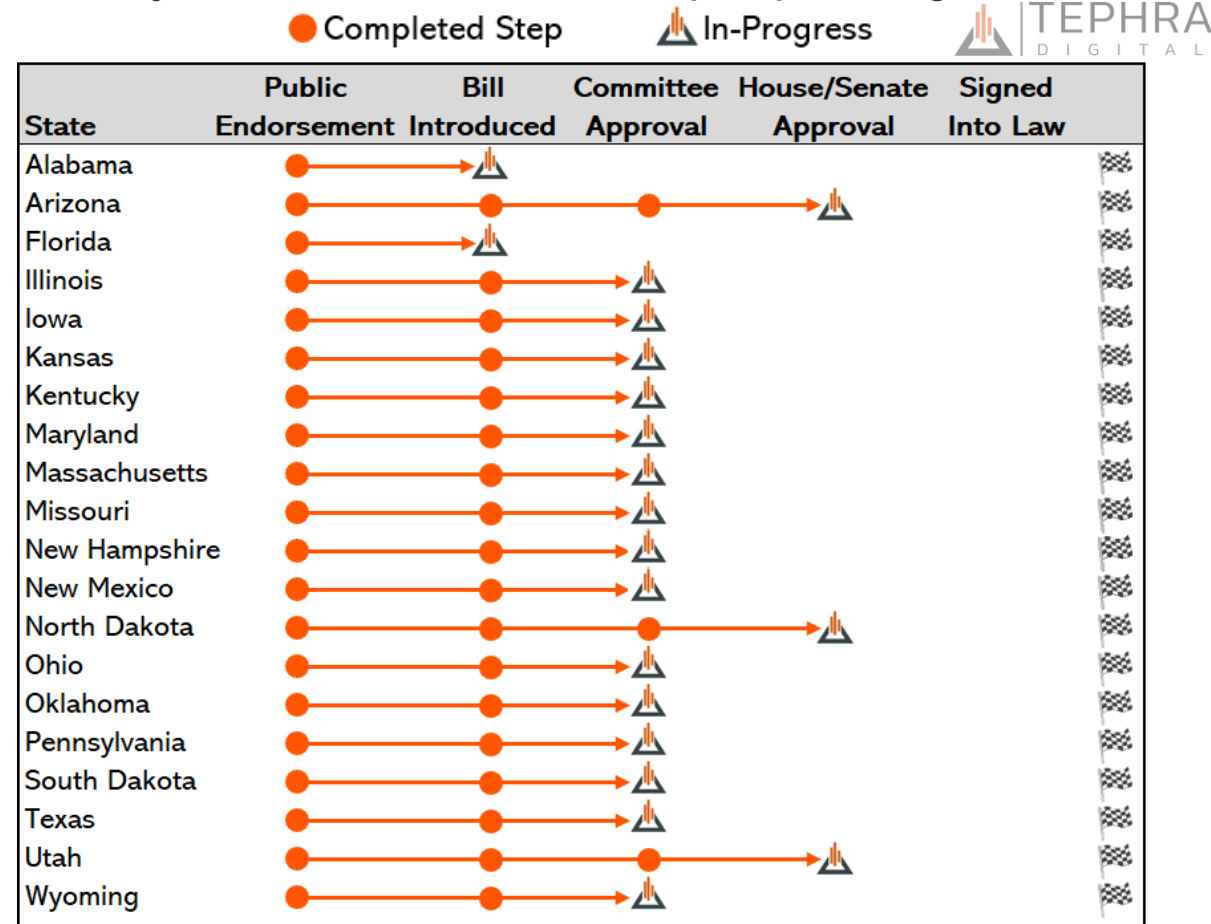 Completed Step In-Progress
TEPHRA
DIGITAL
Public Bill Committee House/Senate Signed
State Endorsement Introduced Approval Approval Into Law
Alabama
Arizona
Florida
Illinois
Iowa
Kansas
Kentucky
Maryland
Massachusetts
Missouri
New Hampshire
New Mexico
North Dakota
Ohio
Oklahoma
Pennsylvania
South Dakota
Texas
Utah
Wyoming